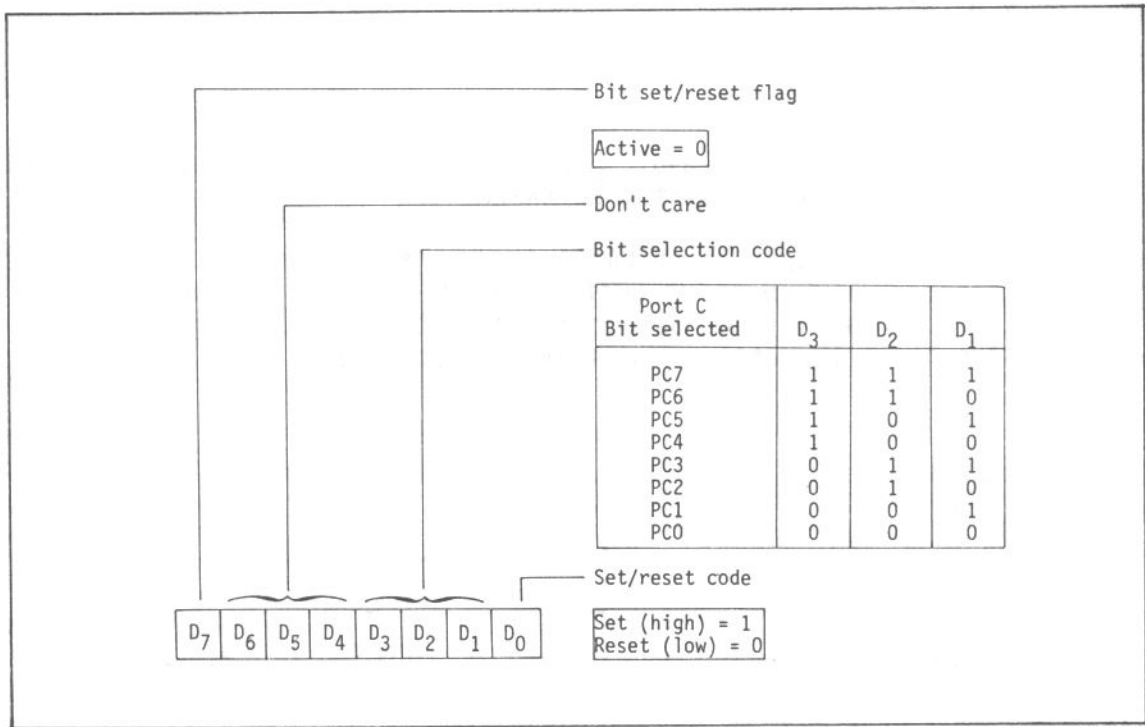 Bit set/reset flag
Active = 0
Don't care
Bit selection code
Port C
Bit selected D3 D2 D1
PC7 1 1 1
PC6 1 1 0
PC5 1 0 1
PC4 1 0 0
PC3 0 1 1
PC2 0 1 0
PC1 0 0 1
PC0 0 0 0
Set/reset code
D7 D6 D5 D4 D3 D2 D1 D0
Set (high) = 1
Reset (low) = 0